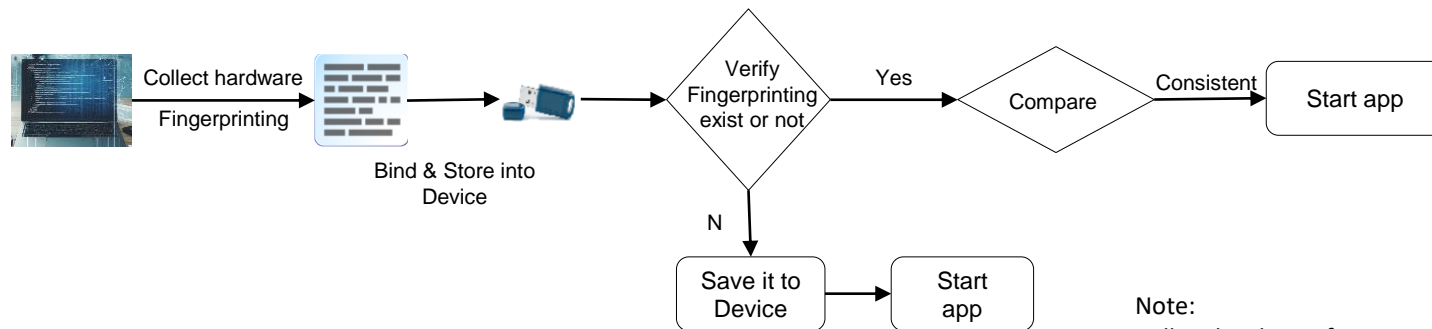 Collect hardware
Fingerprinting
Bind & Store into
Device
Verify
Fingerprinting
exist or not
Yes
Compare
Consistent
Start app
N
Save it to
Device
Start
app
Note: